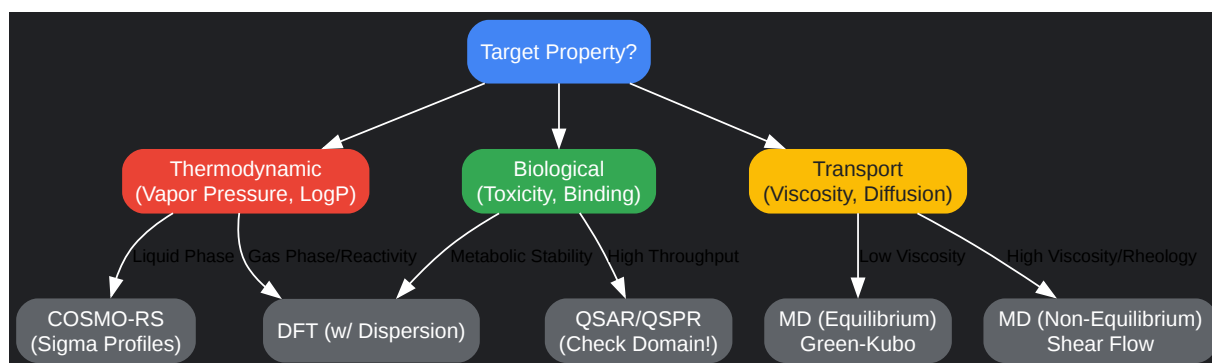 Target Property?
Thermodynamic
(Vapor Pressure, LogP)
Biological
(Toxicity, Binding)
Transport
(Viscosity, Diffusion)
Liquid Phase
Gas Phase/Reactivity
Metabolic Stability
High Throughput
Low Viscosity
High Viscosity/Rheology
COSMO-RS
(Sigma Profiles)
DFT (w/ Dispersion)
QSAR/QSPR
(Check Domain!)
MD (Equilibrium)
Green-Kubo
MD (Non-Equilibrium)
Shear Flow